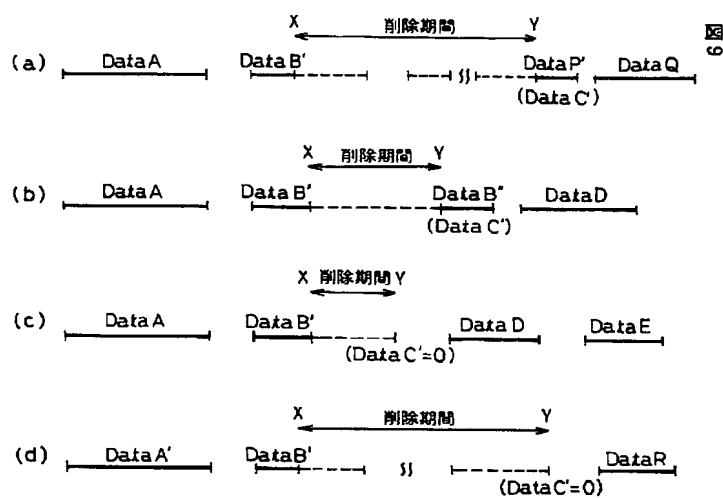 X 削除期間 Y
(a) Data A Data B' Data P' Data Q
(Data C')
X 削除期間 Y
(b) Data A Data B' Data B" Data D
(Data C')
X 削除期間 Y
(c) Data A Data B' Data D Data E
(Data C'=0)
X 削除期間 Y
(d) Data A' Data B' Data R
(Data C'=0)
図6